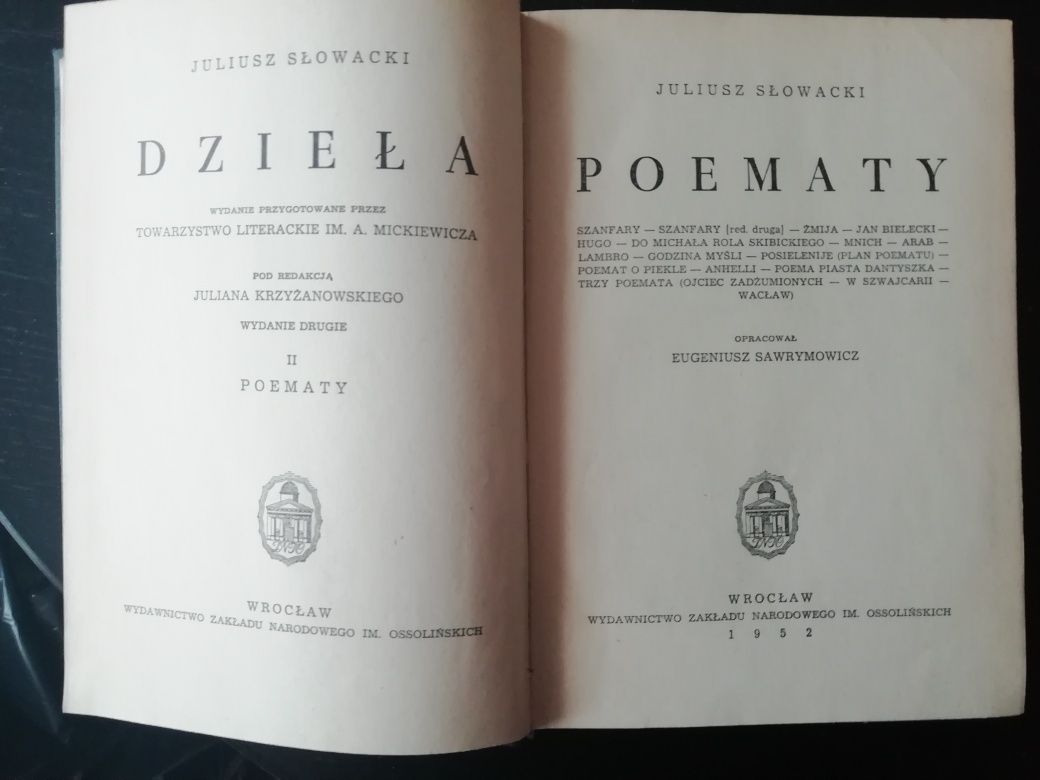 JULIUSZ SŁOWACKI
DZIEŁA
WYDANIE PRZYGOTOWANE PRZEZ
TOWARZYSTWO LITERACKIE IM. A. MICKIEWICZA
POD REDAKCJĄ
JULIANA KRZYŻANOWSKIEGO
WYDANIE DRUGIE
II
POEMATY
WROCŁAW
WYDAWNICTWO ZAKŁADU NARODOWEGO IM. OSSOLIŃSKICH
JULIUSZ SŁOWACKI
POEMATY
SZANFARY — SZANFARY [red. druga] — ŻMIJA — JAN BIELECKI —
HUGO — DO MICHAŁA ROLA SKIBICKIEGO — MNICH — ARAB —
LAMBRO — GODZINA MYŚLI — POSIELENIJE (PLAN POEMATU) —
POEMAT O PIEKLE — ANHELLI — POEMA PIASTA DANTYSZKA —
TRZY POEMATA (OJCIEC ZADŻUMIONYCH — W SZWAJCARII —
WACŁAW)
OPRACOWAŁ
EUGENIUSZ SAWRYMOWICZ
WROCŁAW
WYDAWNICTWO ZAKŁADU NARODOWEGO IM. OSSOLIŃSKICH
1952